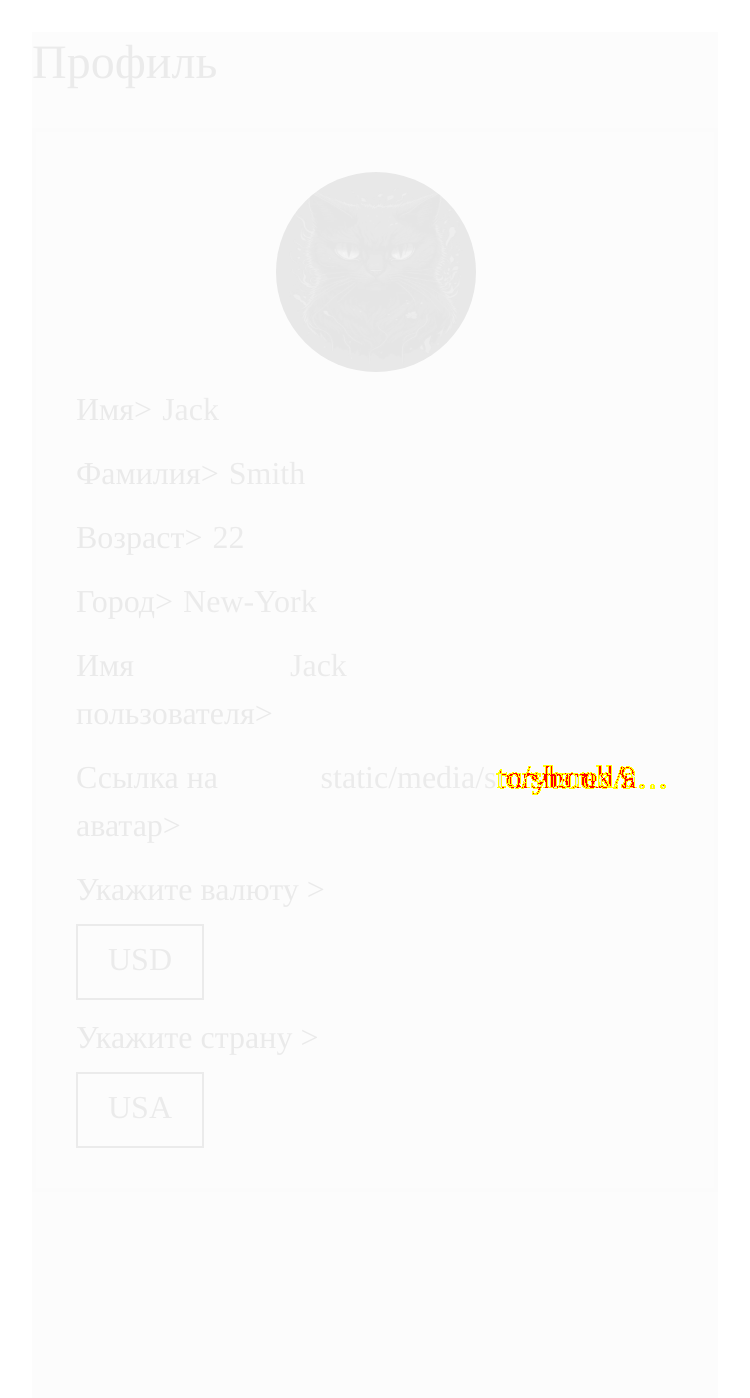 Профиль
Имя> Jack
Фамилия> Smith
Возраст> 22
Город> New-York
Имя пользователя> Jack
Ссылка на аватар> static/media/
Укажите валюту >
USD
Укажите страну >
USA